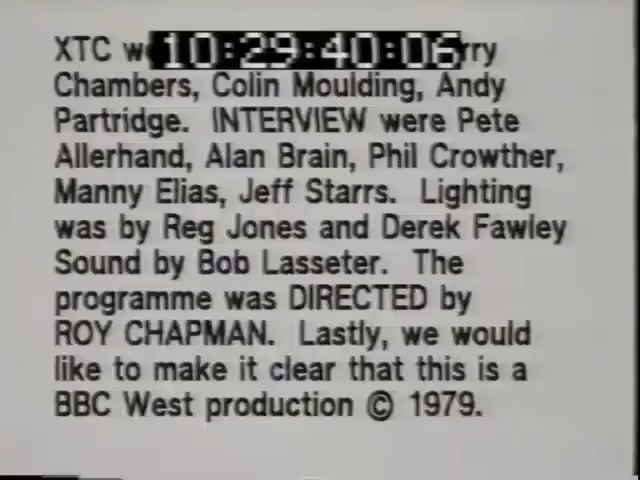 XTC w 10:29:40:06 rry
Chambers, Colin Moulding, Andy
Partridge. INTERVIEW were Pete
Allerhand, Alan Brain, Phil Crowther,
Manny Elias, Jeff Starrs. Lighting
was by Reg Jones and Derek Fawley
Sound by Bob Lasseter. The
programme was DIRECTED by
ROY CHAPMAN. Lastly, we would
like to make it clear that this is a
BBC West production © 1979.